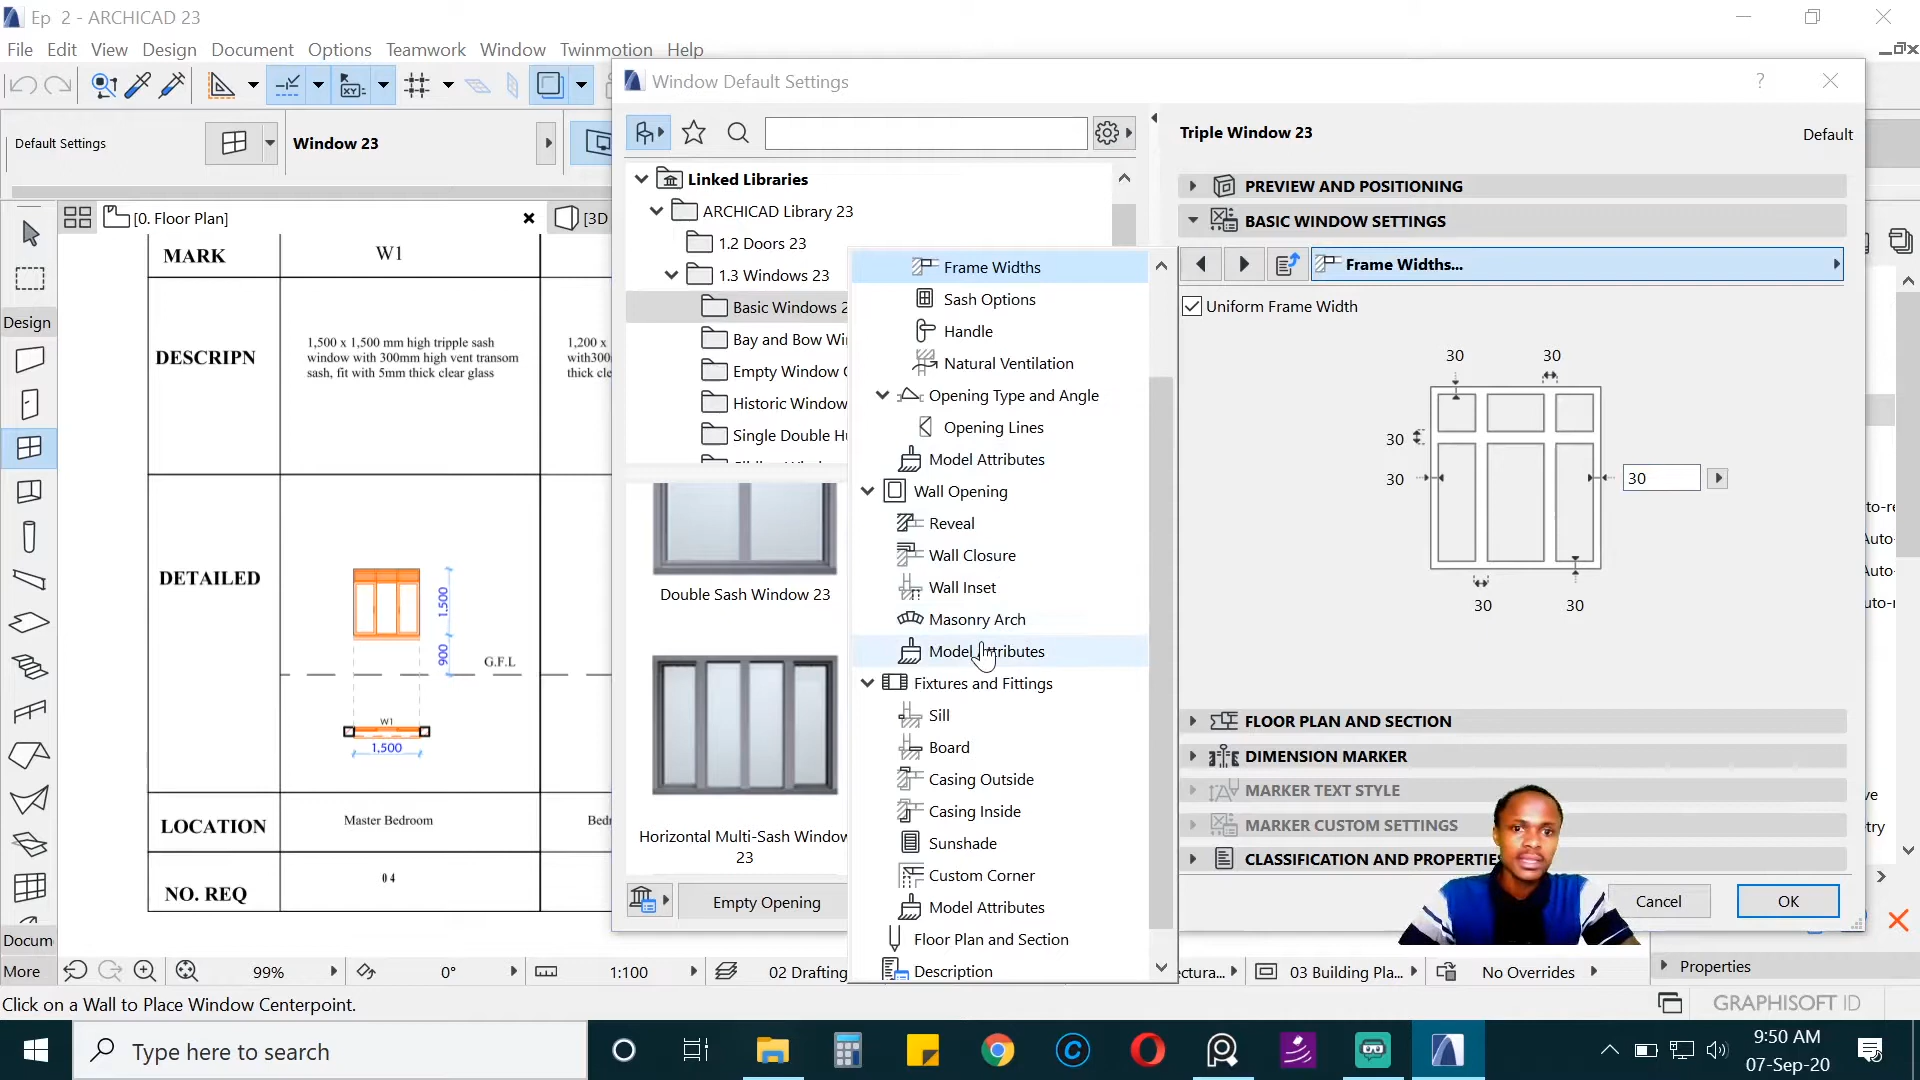 Ep 2 - ARCHICAD 23
File Edit View Design Document Options Teamwork Window Twinmotion Help
Window Default Settings
Default Settings
Window 23
Triple Window 23
Default
Linked Libraries
ARCHICAD Library 23
1.2 Doors 23
1.3 Windows 23
Basic Windows 2
Bay and Bow Wi
Empty Window
Historic Window
Single Double Hu
PREVIEW AND POSITIONING
BASIC WINDOW SETTINGS
Frame Widths...
Uniform Frame Width
30 30
30
30
30
30 30
[0. Floor Plan]
[3D
Design
MARK
W1
DESCRIPN
1,500 x 1,500 mm high tripple sash
window with 300mm high vent transom
sash, fit with 5mm thick clear glass
1,200 x
with300
thick cle
DETAILED
1,500
900
G.F.L
W1
1,500
LOCATION
Master Bedroom
Bedr
NO. REQ
04
Double Sash Window 23
Horizontal Multi-Sash Window
23
Empty Opening
Frame Widths
Sash Options
Handle
Natural Ventilation
Opening Type and Angle
Opening Lines
Model Attributes
Wall Opening
Reveal
Wall Closure
Wall Inset
Masonry Arch
Model Attributes
Fixtures and Fittings
Sill
Board
Casing Outside
Casing Inside
Sunshade
Custom Corner
Model Attributes
Floor Plan and Section
Description
FLOOR PLAN AND SECTION
DIMENSION MARKER
MARKER TEXT STYLE
MARKER CUSTOM SETTINGS
CLASSIFICATION AND PROPERTIES
Cancel
OK
to-re
Auto-
Auto
uto-r
ve
try
Docum
More
99%
0°
1:100
02 Drafting
ectura...
03 Building Pla...
No Overrides
Properties
Click on a Wall to Place Window Centerpoint.
GRAPHISOFT ID
Type here to search
9:50 AM
07-Sep-20